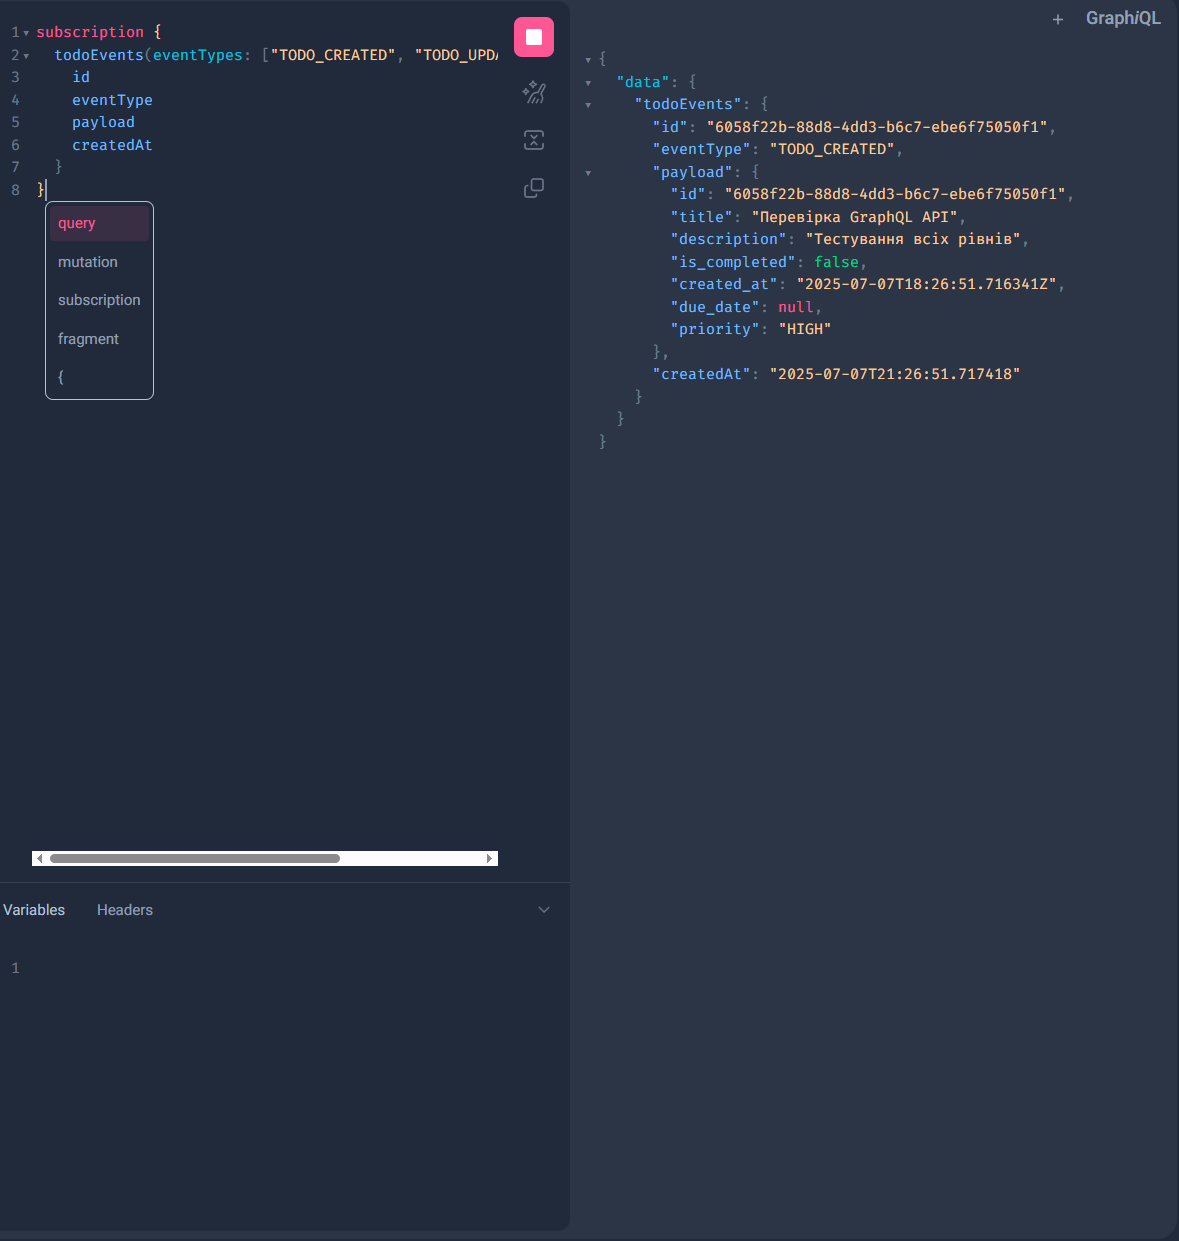 1 subscription {
2 todoEvents(eventTypes: ["TODO_CREATED", "TODO_UPDA
3 id
4 eventType
5 payload
6 createdAt
7 }
8 }
query
mutation
subscription
fragment
{
Variables Headers
1
+ GraphiQL
{
"data": {
"todoEvents": {
"id": "6058f22b-88d8-4dd3-b6c7-ebe6f75050f1",
"eventType": "TODO_CREATED",
"payload": {
"id": "6058f22b-88d8-4dd3-b6c7-ebe6f75050f1",
"title": "Перевірка GraphQL API",
"description": "Тестування всіх рівнів",
"is_completed": false,
"created_at": "2025-07-07T18:26:51.716341Z",
"due_date": null,
"priority": "HIGH"
},
"createdAt": "2025-07-07T21:26:51.717418"
}
}
}